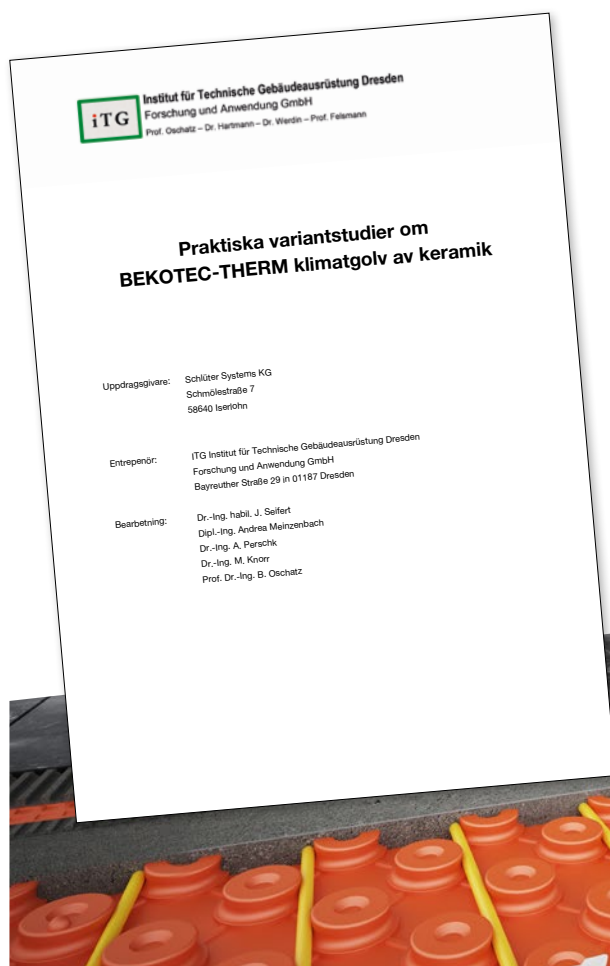 iTG
Institut für Technische Gebäudeausrüstung Dresden
Forschung und Anwendung GmbH
Prof. Oschatz – Dr. Hartmann – Dr. Werdin – Prof. Felsmann
Praktiska variantstudier om
BEKOTEC-THERM klimatgolv av keramik
Uppdragsgivare: Schlüter Systems KG
Schmölestraße 7
58640 Iserlohn
Entrepenör: ITG Institut für Technische Gebäudeausrüstung Dresden
Forschung und Anwendung GmbH
Bayreuther Straße 29 in 01187 Dresden
Bearbetning: Dr.-Ing. habil. J. Seifert
Dipl.-Ing. Andrea Meinzenbach
Dr.-Ing. A. Perschk
Dr.-Ing. M. Knorr
Prof. Dr.-Ing. B. Oschatz